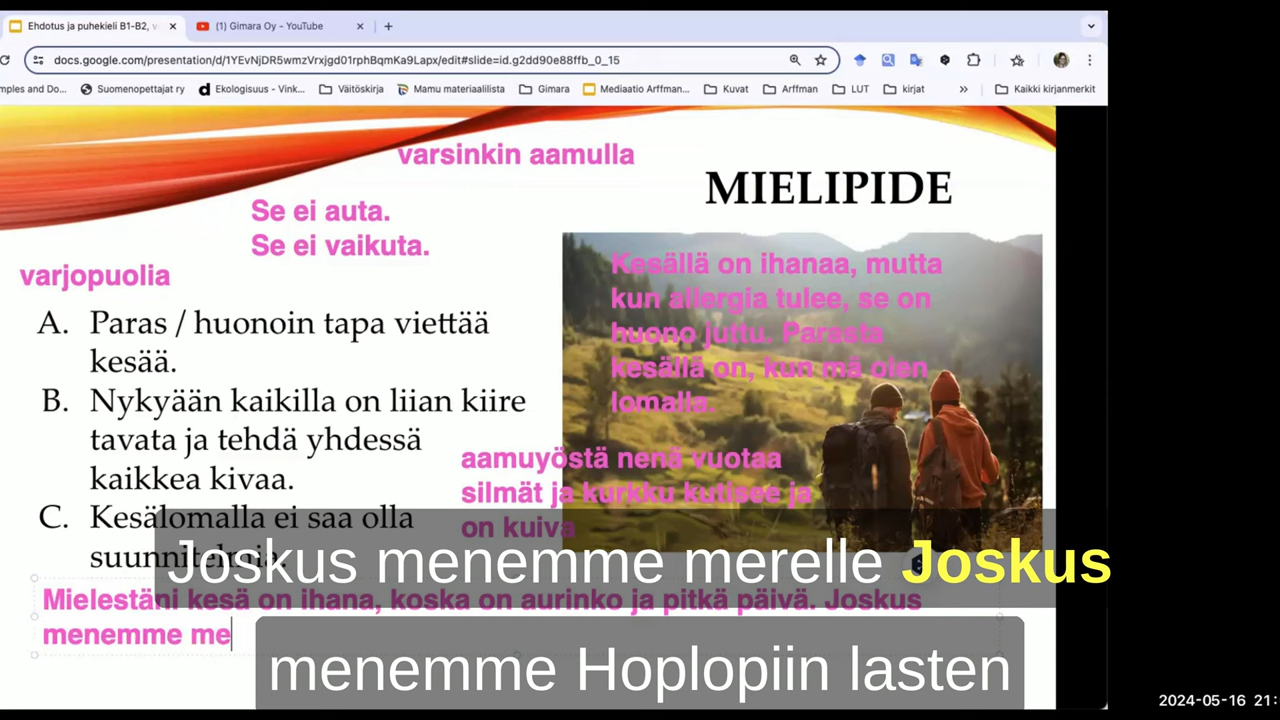 Ehdotus ja puhekieli B1-B2, v
(1) Gimara Oy - YouTube
docs.google.com/presentation/d/1YEvNjDR5wmzVrxjgd01rphBqmKa9Lapx/edit#slide=id.g2dd90e88ffb_0_15
mples and Do...
Suomenopettajat ry
Ekologisuus - Vink...
Väitöskirja
Mamu materiaalilista
Gimara
Mediaatio Arffman...
Kuvat
Arffman
LUT
kirjat
»
Kaikki kirjanmerkit
varsinkin aamulla
MIELIPIDE
Se ei auta.
Se ei vaikuta.
varjopuolia
Kesällä on ihanaa, mutta
kun allergia tulee, se on
huono juttu. Parasta
kesällä on, kun mä olen
lomalla.
A. Paras / huonoin tapa viettää
kesää.
B. Nykyään kaikilla on liian kiire
tavata ja tehdä yhdessä
kaikkea kivaa.
C. Kesälomalla ei saa olla
suunnitelmia.
aamuyöstä nenä vuotaa
silmät ja kurkku kutisee ja
on kuiva
Mielestäni kesä on ihana, koska on aurinko ja pitkä päivä. Joskus
menemme me
Joskus menemme merelle Joskus
menemme Hoplopiin lasten
2024-05-16 21: